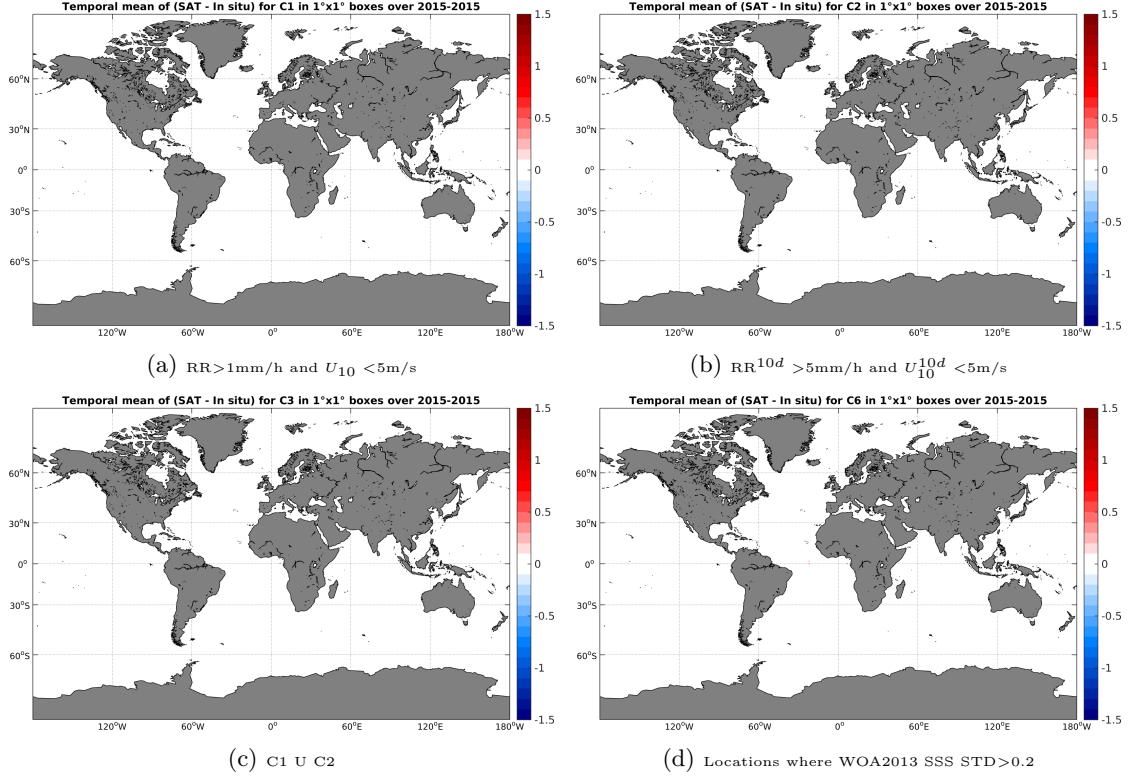 Temporal mean of (SAT - In situ) for C1 in 1°x1° boxes over 2015-2015
60°N
30°N
0°
30°S
60°S
120°W
60°W
0°
60°E
120°E
180°W
1.5
1
0.5
0
-0.5
-1
-1.5
(a) RR>1mm/h and U10 <5m/s
Temporal mean of (SAT - In situ) for C2 in 1°x1° boxes over 2015-2015
60°N
30°N
0°
30°S
60°S
120°W
60°W
0°
60°E
120°E
180°W
1.5
1
0.5
0
-0.5
-1
-1.5
(b) RR10d >5mm/h and U10d10 <5m/s
Temporal mean of (SAT - In situ) for C3 in 1°x1° boxes over 2015-2015
60°N
30°N
0°
30°S
60°S
120°W
60°W
0°
60°E
120°E
180°W
1.5
1
0.5
0
-0.5
-1
-1.5
(c) C1 U C2
Temporal mean of (SAT - In situ) for C6 in 1°x1° boxes over 2015-2015
60°N
30°N
0°
30°S
60°S
120°W
60°W
0°
60°E
120°E
180°W
1.5
1
0.5
0
-0.5
-1
-1.5
(d) Locations where WOA2013 SSS STD>0.2